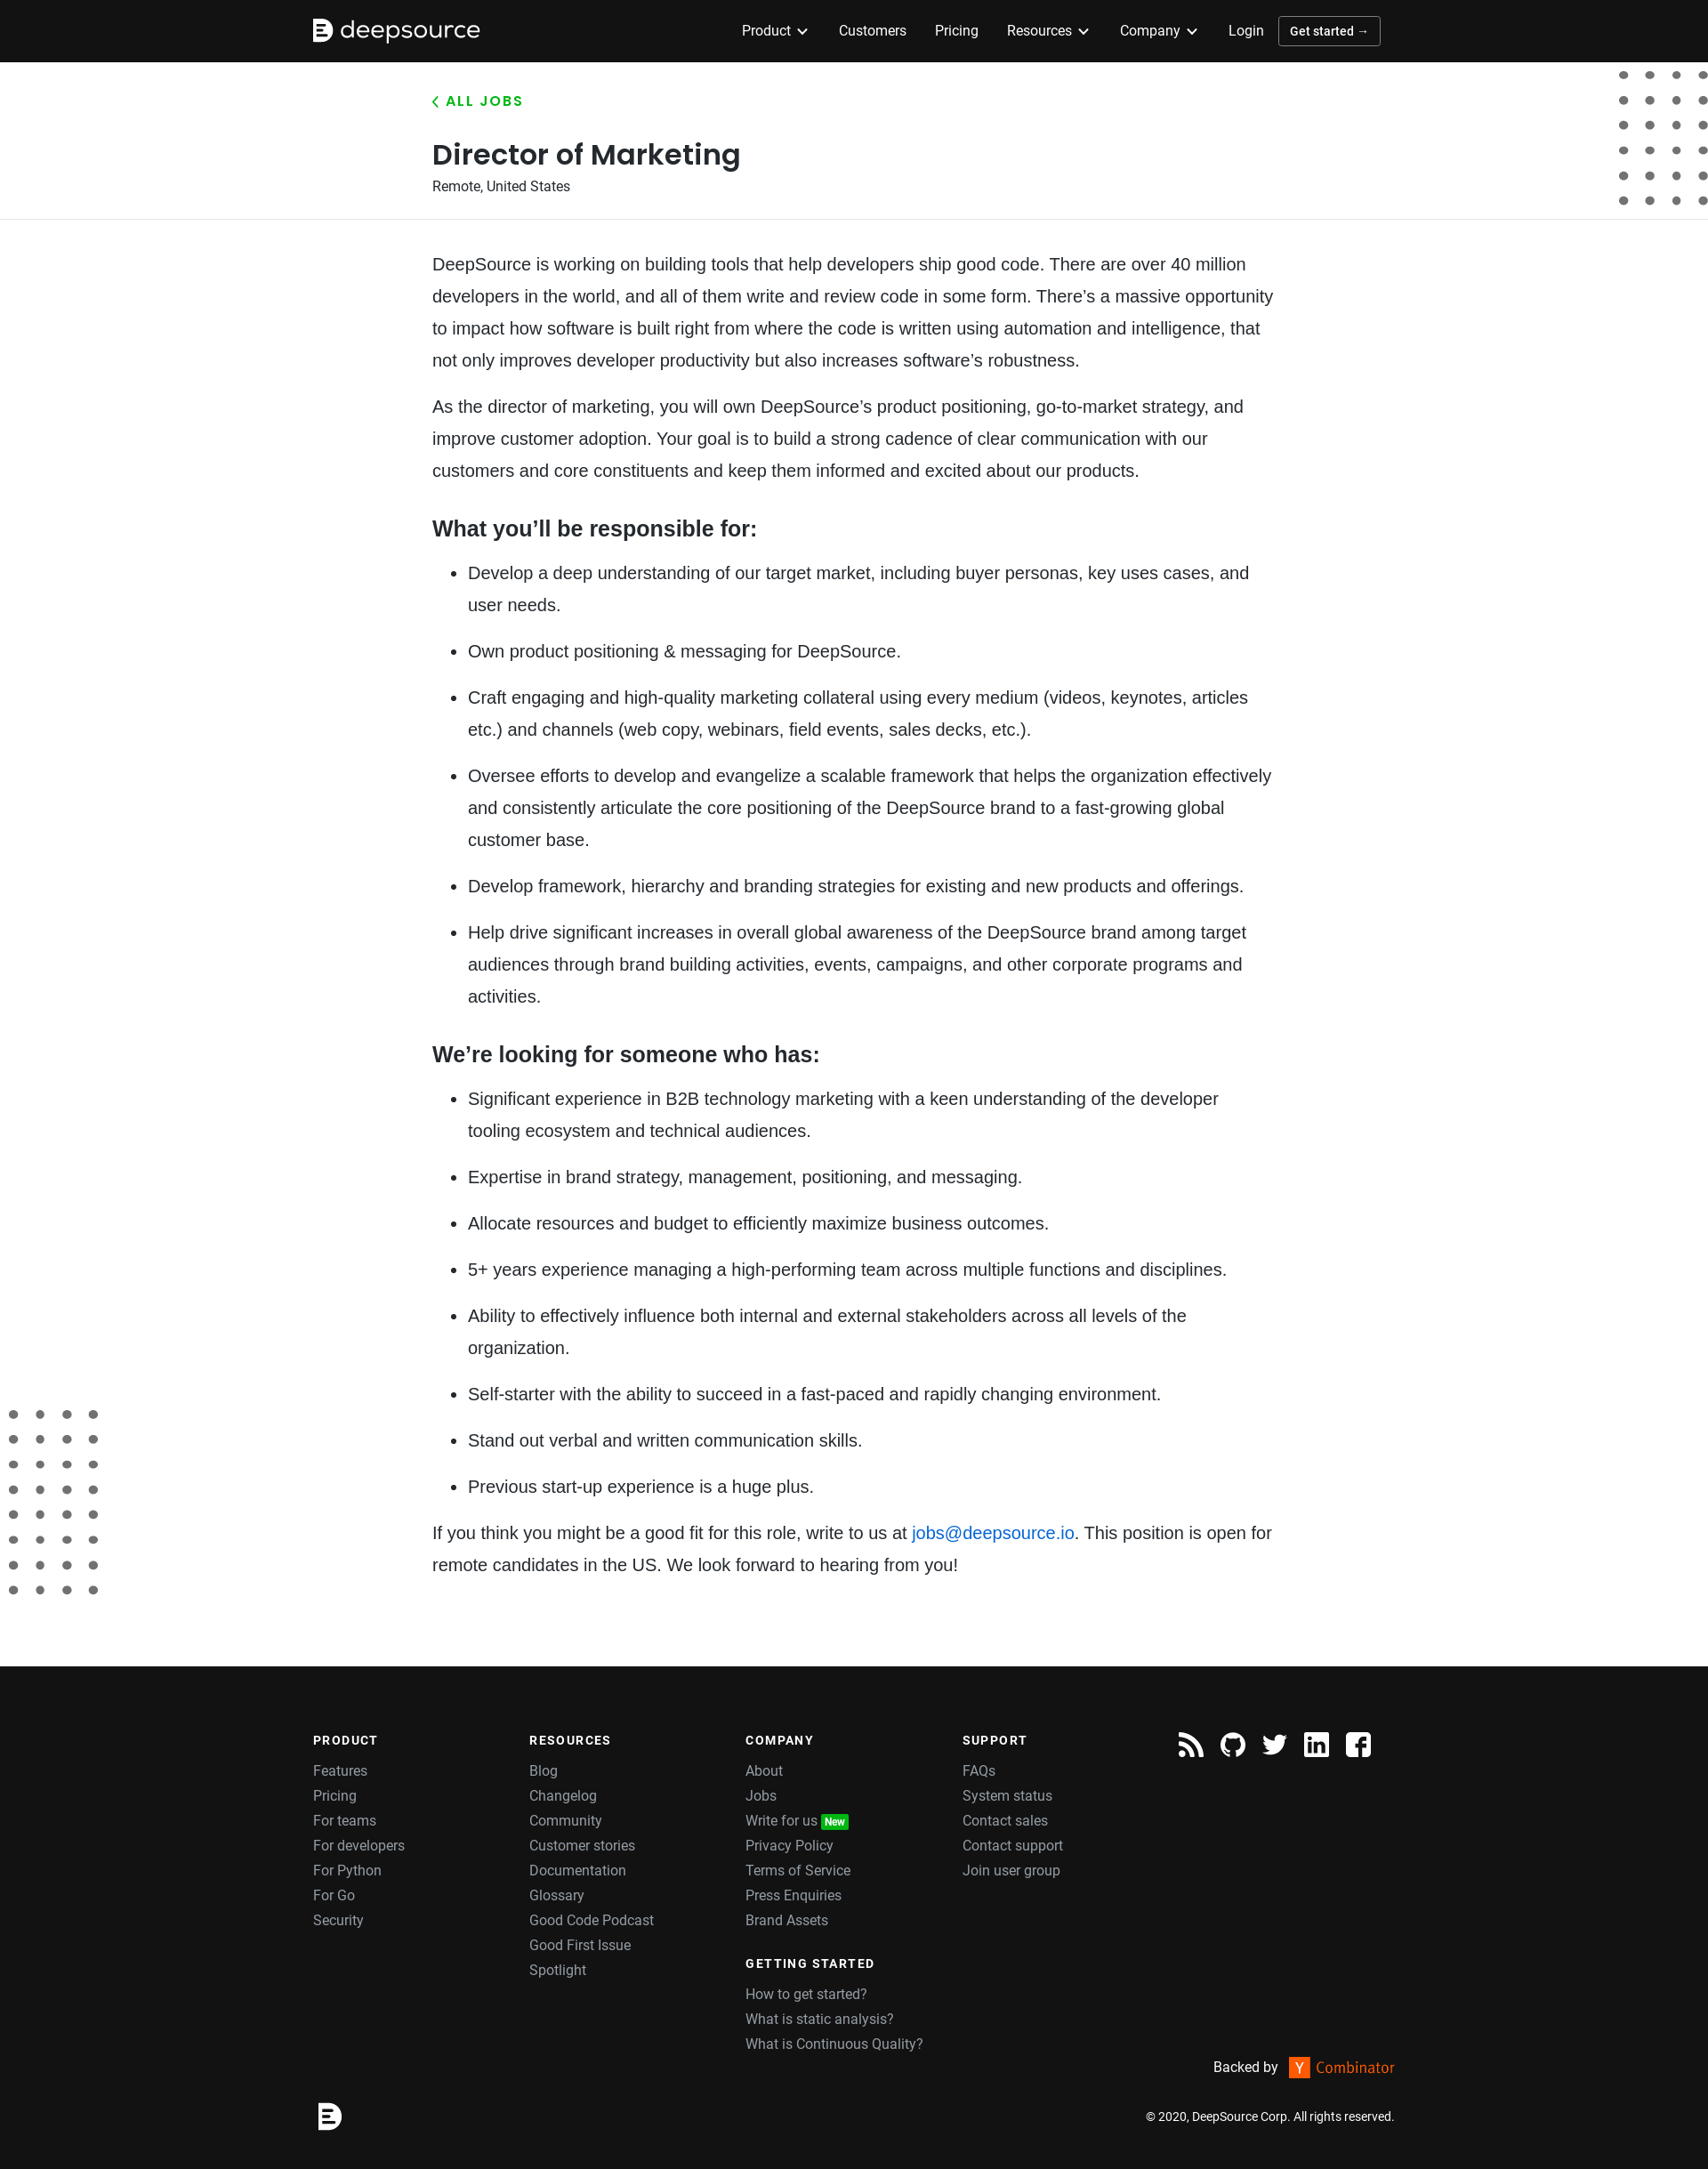 deepsource
Product Customers Pricing Resources Company Login Get started →
ALL JOBS
Director of Marketing
Remote, United States
DeepSource is working on building tools that help developers ship good code. There are over 40 million
developers in the world, and all of them write and review code in some form. There’s a massive opportunity
to impact how software is built right from where the code is written using automation and intelligence, that
not only improves developer productivity but also increases software’s robustness.
As the director of marketing, you will own DeepSource’s product positioning, go-to-market strategy, and
improve customer adoption. Your goal is to build a strong cadence of clear communication with our
customers and core constituents and keep them informed and excited about our products.
What you’ll be responsible for:
• Develop a deep understanding of our target market, including buyer personas, key uses cases, and
user needs.
• Own product positioning & messaging for DeepSource.
• Craft engaging and high-quality marketing collateral using every medium (videos, keynotes, articles
etc.) and channels (web copy, webinars, field events, sales decks, etc.).
• Oversee efforts to develop and evangelize a scalable framework that helps the organization effectively
and consistently articulate the core positioning of the DeepSource brand to a fast-growing global
customer base.
• Develop framework, hierarchy and branding strategies for existing and new products and offerings.
• Help drive significant increases in overall global awareness of the DeepSource brand among target
audiences through brand building activities, events, campaigns, and other corporate programs and
activities.
We’re looking for someone who has:
• Significant experience in B2B technology marketing with a keen understanding of the developer
tooling ecosystem and technical audiences.
• Expertise in brand strategy, management, positioning, and messaging.
• Allocate resources and budget to efficiently maximize business outcomes.
• 5+ years experience managing a high-performing team across multiple functions and disciplines.
• Ability to effectively influence both internal and external stakeholders across all levels of the
organization.
• Self-starter with the ability to succeed in a fast-paced and rapidly changing environment.
• Stand out verbal and written communication skills.
• Previous start-up experience is a huge plus.
If you think you might be a good fit for this role, write to us at jobs@deepsource.io. This position is open for
remote candidates in the US. We look forward to hearing from you!
PRODUCT
Features
Pricing
For teams
For developers
For Python
For Go
Security
RESOURCES
Blog
Changelog
Community
Customer stories
Documentation
Glossary
Good Code Podcast
Good First Issue
Spotlight
COMPANY
About
Jobs
Write for us New
Privacy Policy
Terms of Service
Press Enquiries
Brand Assets
GETTING STARTED
How to get started?
What is static analysis?
What is Continuous Quality?
SUPPORT
FAQs
System status
Contact sales
Contact support
Join user group
Backed by Y Combinator
© 2020, DeepSource Corp. All rights reserved.